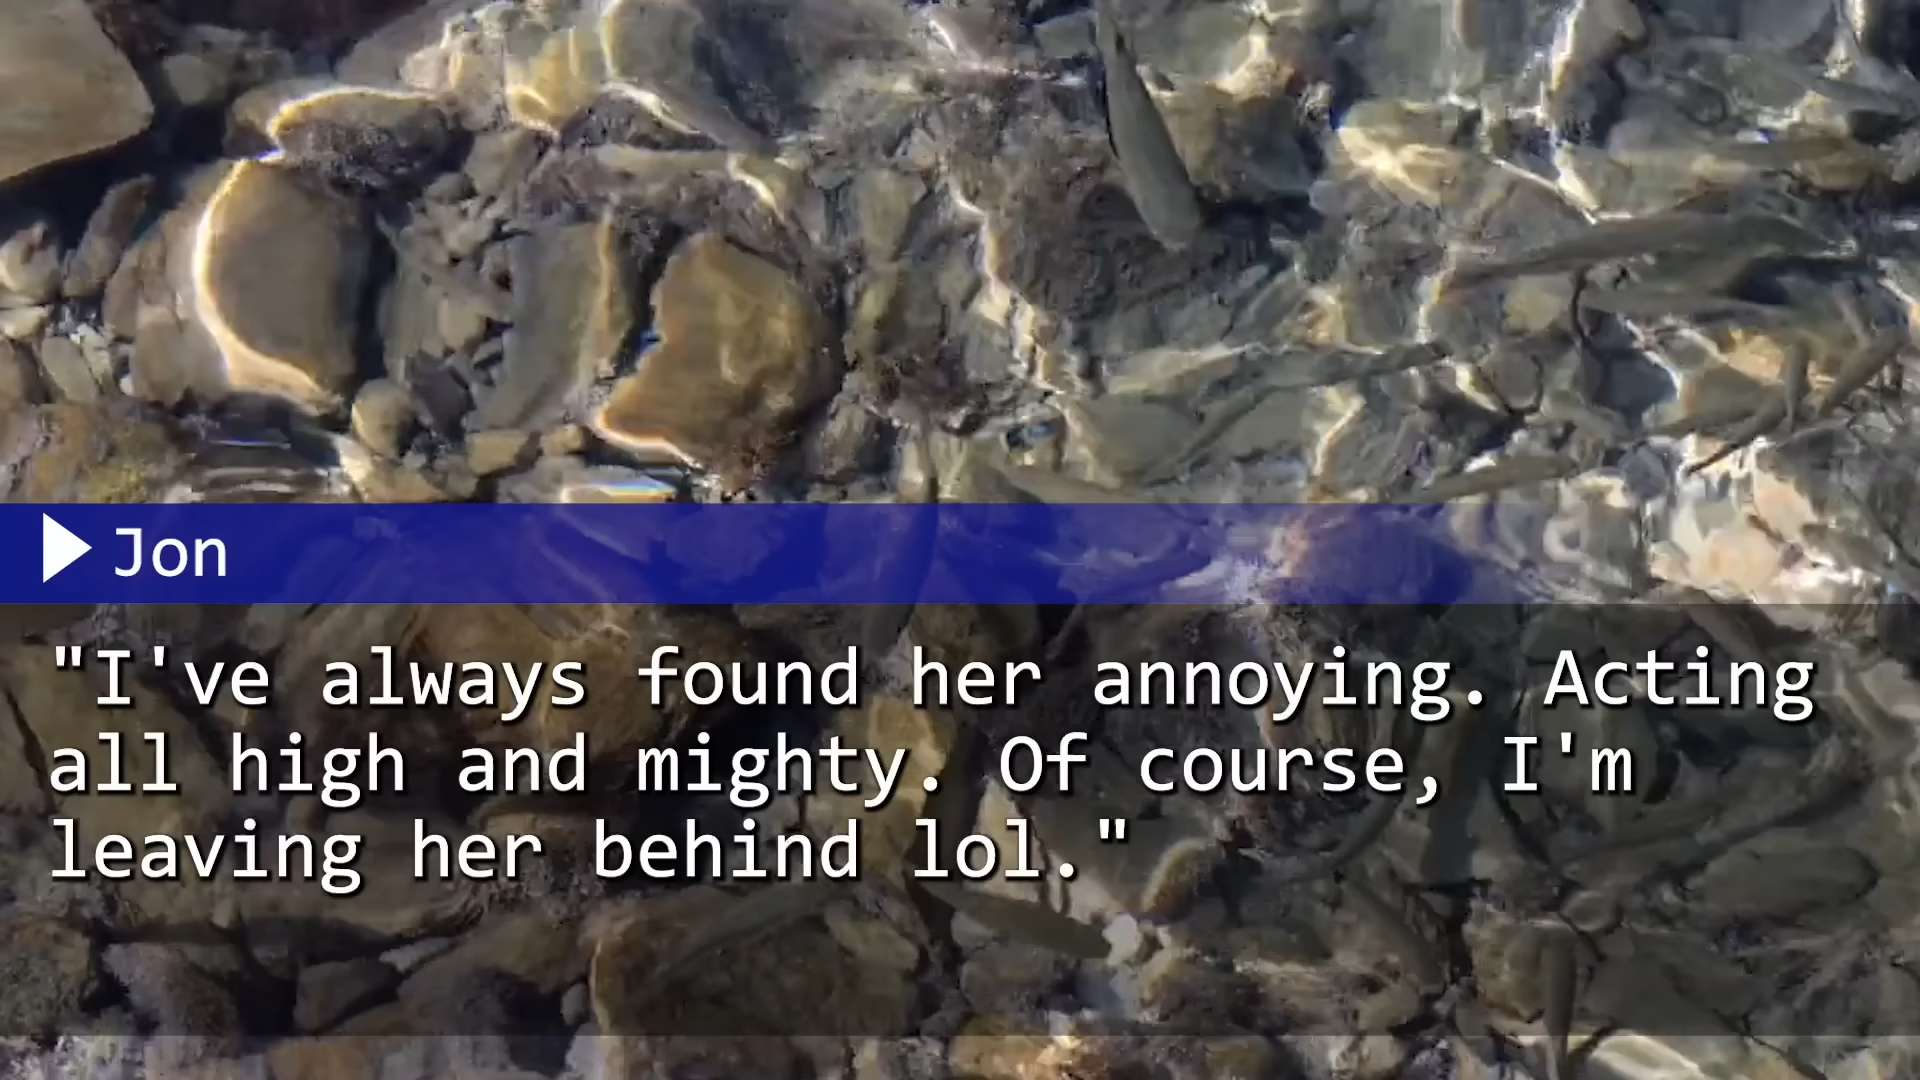 Jon
"I've always found her annoying. Acting
all high and mighty. Of course, I'm
leaving her behind lol."